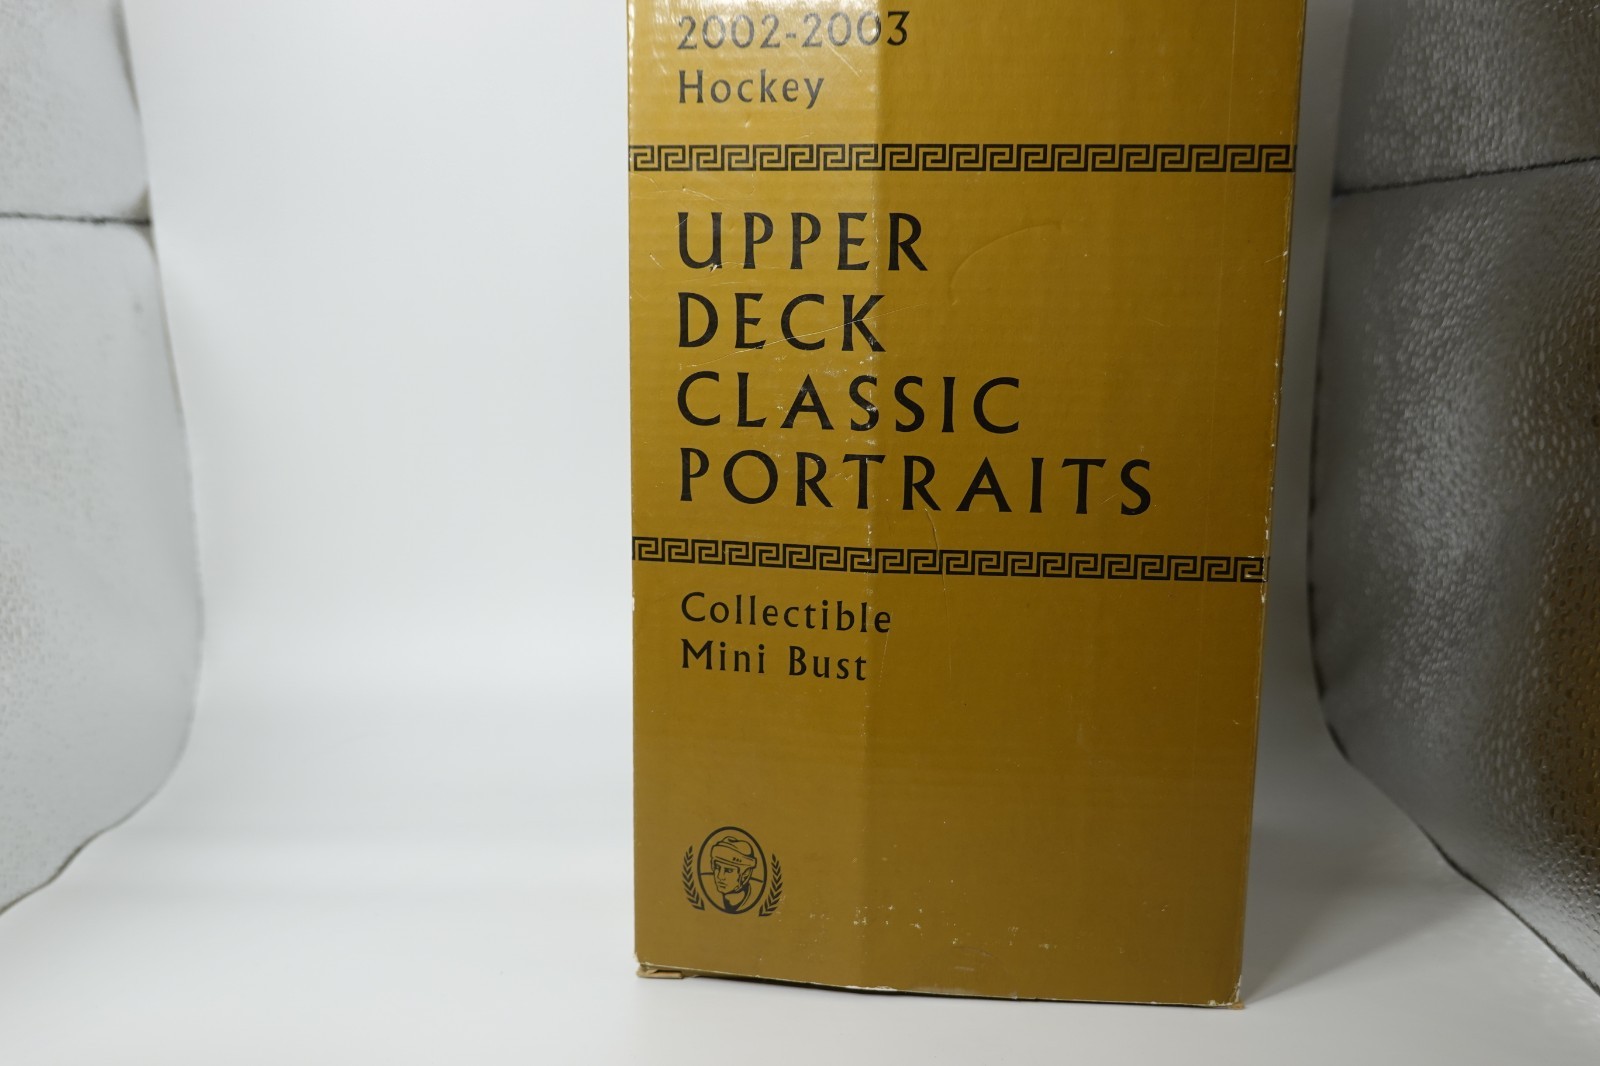 2002-2003
Hockey
UPPER
DECK
CLASSIC
PORTRAITS
Collectible
Mini Bust